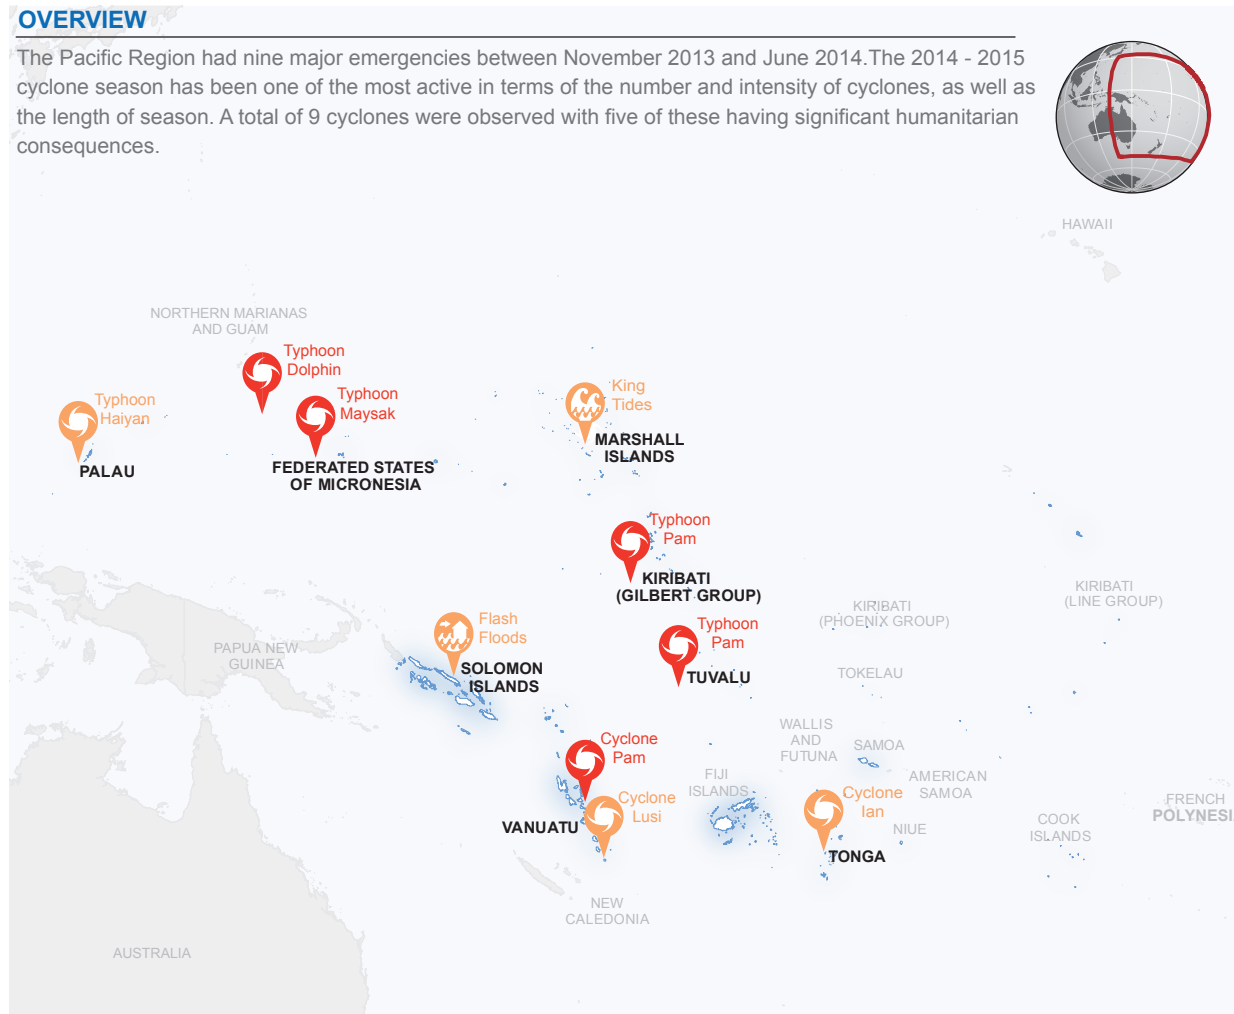 OVERVIEW
The Pacific Region had nine major emergencies between November 2013 and June 2014.The 2014 - 2015
cyclone season has been one of the most active in terms of the number and intensity of cyclones, as well as
the length of season. A total of 9 cyclones were observed with five of these having significant humanitarian
consequences.
HAWAII
NORTHERN MARIANAS
AND GUAM
Typhoon
Dolphin
Typhoon
Maysak
Typhoon
Haiyan
King
Tides
PALAU
FEDERATED STATES
OF MICRONESIA
MARSHALL
ISLANDS
Typhoon
Pam
KIRIBATI
(GILBERT GROUP)
KIRIBATI
(LINE GROUP)
KIRIBATI
(PHOENIX GROUP)
Flash
Floods
Typhoon
Pam
PAPUA NEW
GUINEA
SOLOMON
ISLANDS
TUVALU
TOKELAU
WALLIS
AND
FUTUNA
SAMOA
Cyclone
Pam
FIJI
ISLANDS
AMERICAN
SAMOA
Cyclone
Lusi
Cyclone
Ian
FRENCH
POLYNESI
VANUATU
NIUE
COOK
ISLANDS
TONGA
NEW
CALEDONIA
AUSTRALIA